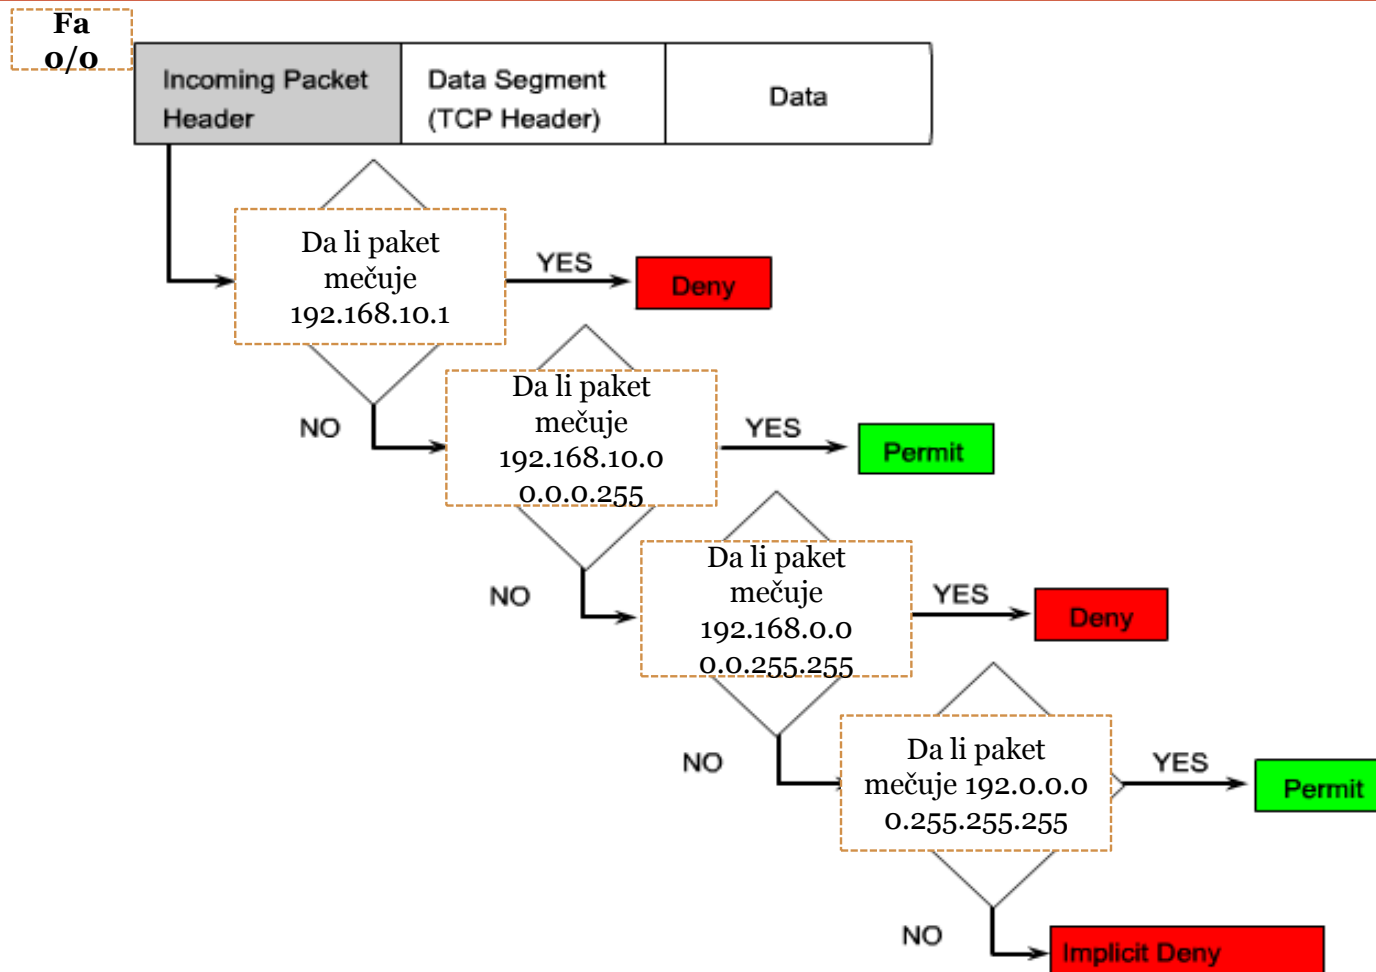 Fa
0/0
Incoming Packet
Header
Data Segment
(TCP Header)
Data
Da li paket
mečuje
192.168.10.1
YES
Deny
NO
Da li paket
mečuje
192.168.10.0
0.0.0.255
YES
Permit
NO
Da li paket
mečuje
192.168.0.0
0.0.255.255
YES
Deny
NO
Da li paket
mečuje 192.0.0.0
0.255.255.255
YES
Permit
NO
Implicit Deny